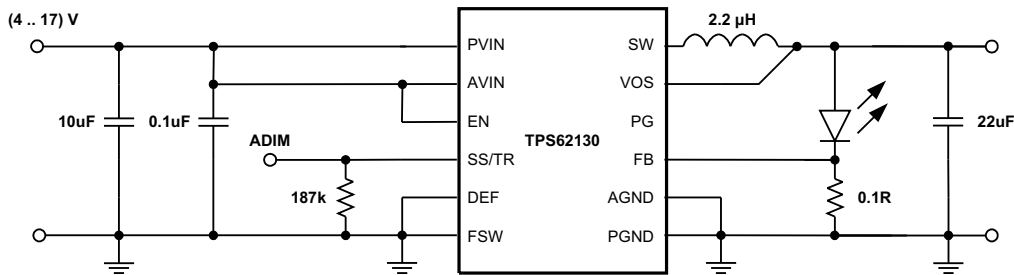 (4 .. 17) V
2.2 µH
PVIN
SW
AVIN
VOS
10uF
0.1uF
EN
PG
22uF
ADIM
TPS62130
SS/TR
FB
187k
DEF
AGND
0.1R
FSW
PGND